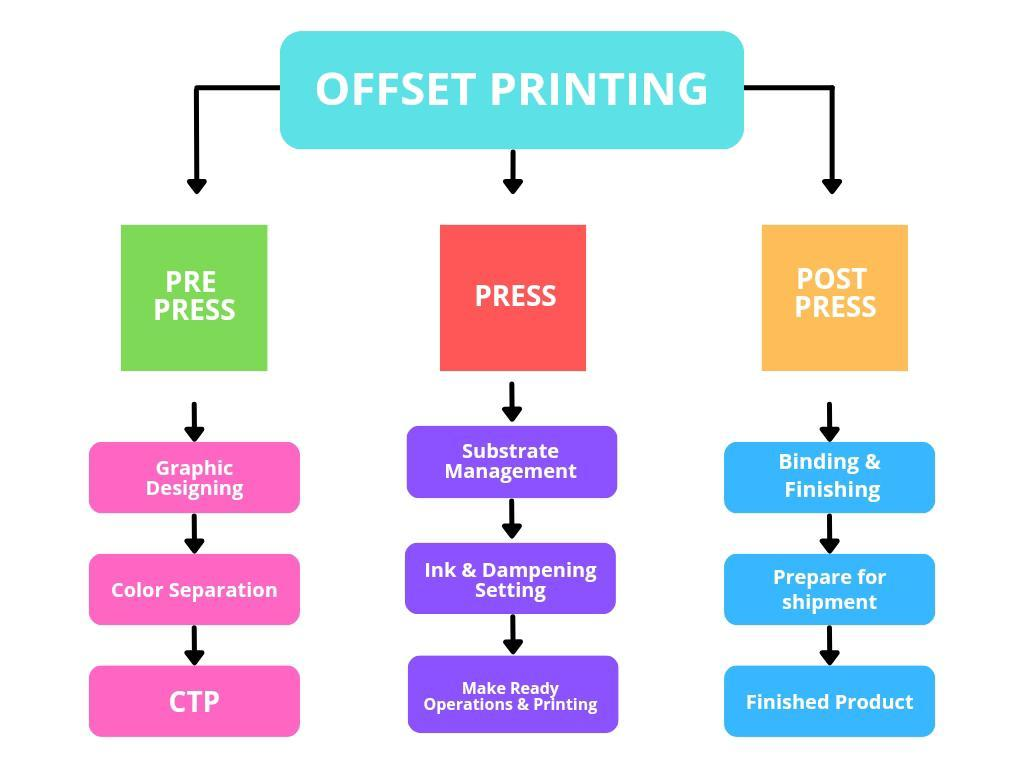 OFFSET PRINTING
PRE
PRESS
PRESS
POST
PRESS
Graphic
Designing
Color Separation
CTP
Substrate
Management
Ink & Dampening
Setting
Make Ready
Operations & Printing
Binding &
Finishing
Prepare for
shipment
Finished Product